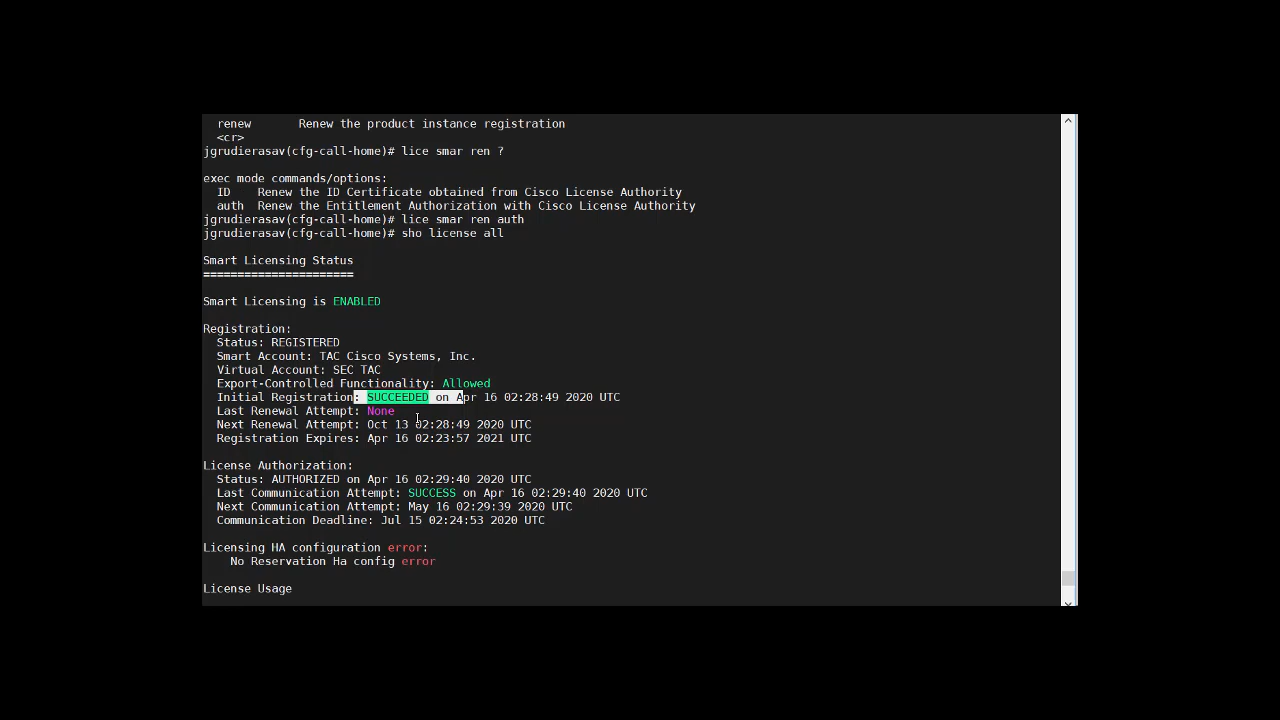 renew       Renew the product instance registration
<cr>
jgrudierasav(cfg-call-home)# lice smar ren ?
exec mode commands/options:
ID    Renew the ID Certificate obtained from Cisco License Authority
auth  Renew the Entitlement Authorization with Cisco License Authority
jgrudierasav(cfg-call-home)# lice smar ren auth
jgrudierasav(cfg-call-home)# sho license all
Smart Licensing Status
======================
Smart Licensing is ENABLED
Registration:
Status: REGISTERED
Smart Account: TAC Cisco Systems, Inc.
Virtual Account: SEC TAC
Export-Controlled Functionality: Allowed
Initial Registration: SUCCEEDED on Apr 16 02:28:49 2020 UTC
Last Renewal Attempt: None
Next Renewal Attempt: Oct 13 02:28:49 2020 UTC
Registration Expires: Apr 16 02:23:57 2021 UTC
License Authorization:
Status: AUTHORIZED on Apr 16 02:29:40 2020 UTC
Last Communication Attempt: SUCCESS on Apr 16 02:29:40 2020 UTC
Next Communication Attempt: May 16 02:29:39 2020 UTC
Communication Deadline: Jul 15 02:24:53 2020 UTC
Licensing HA configuration error:
No Reservation Ha config error
License Usage